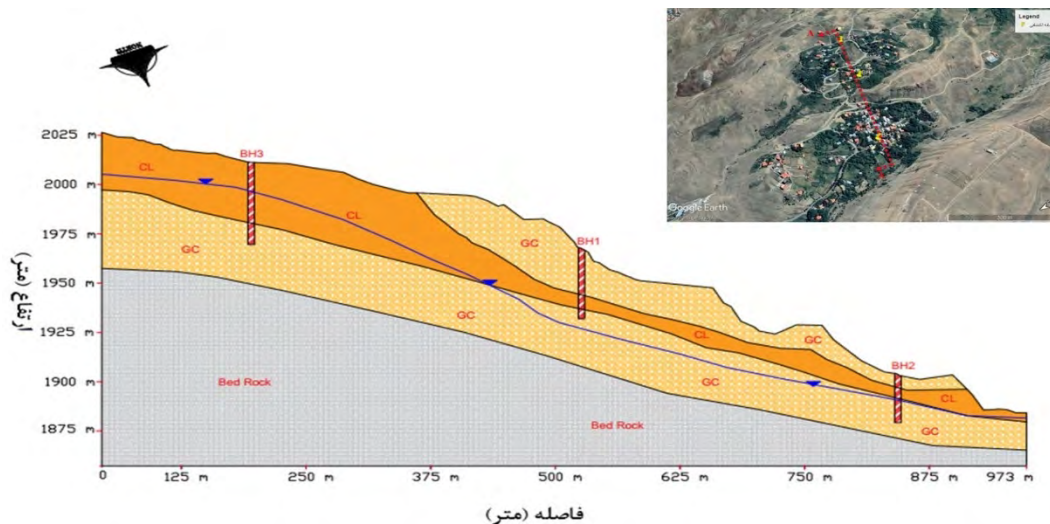 Legend
Google Earth
2025 m
2000 m
1975 m
1950 m
1925 m
1900 m
1875 m
ارتفاع (متر)
BH3
CL
CL
GC
GC
BH1
GC
CL
GC
GC
BH2
CL
GC
Bed Rock
Bed Rock
0
125 m
250 m
375 m
500 m
625 m
750 m
875 m
973 m
فاصله (متر)